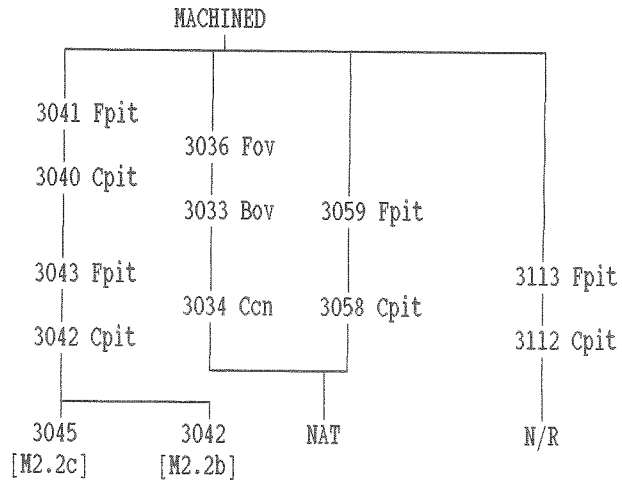 MACHINED
3041 Fpit
3036 Fov
3040 Cpit
3033 Bov 3059 Fpit
3043 Fpit 3113 Fpit
3034 Ccn 3058 Cpit
3042 Cpit 3112 Cpit
3045 3042 NAT N/R
[M2.2c] [M2.2b]